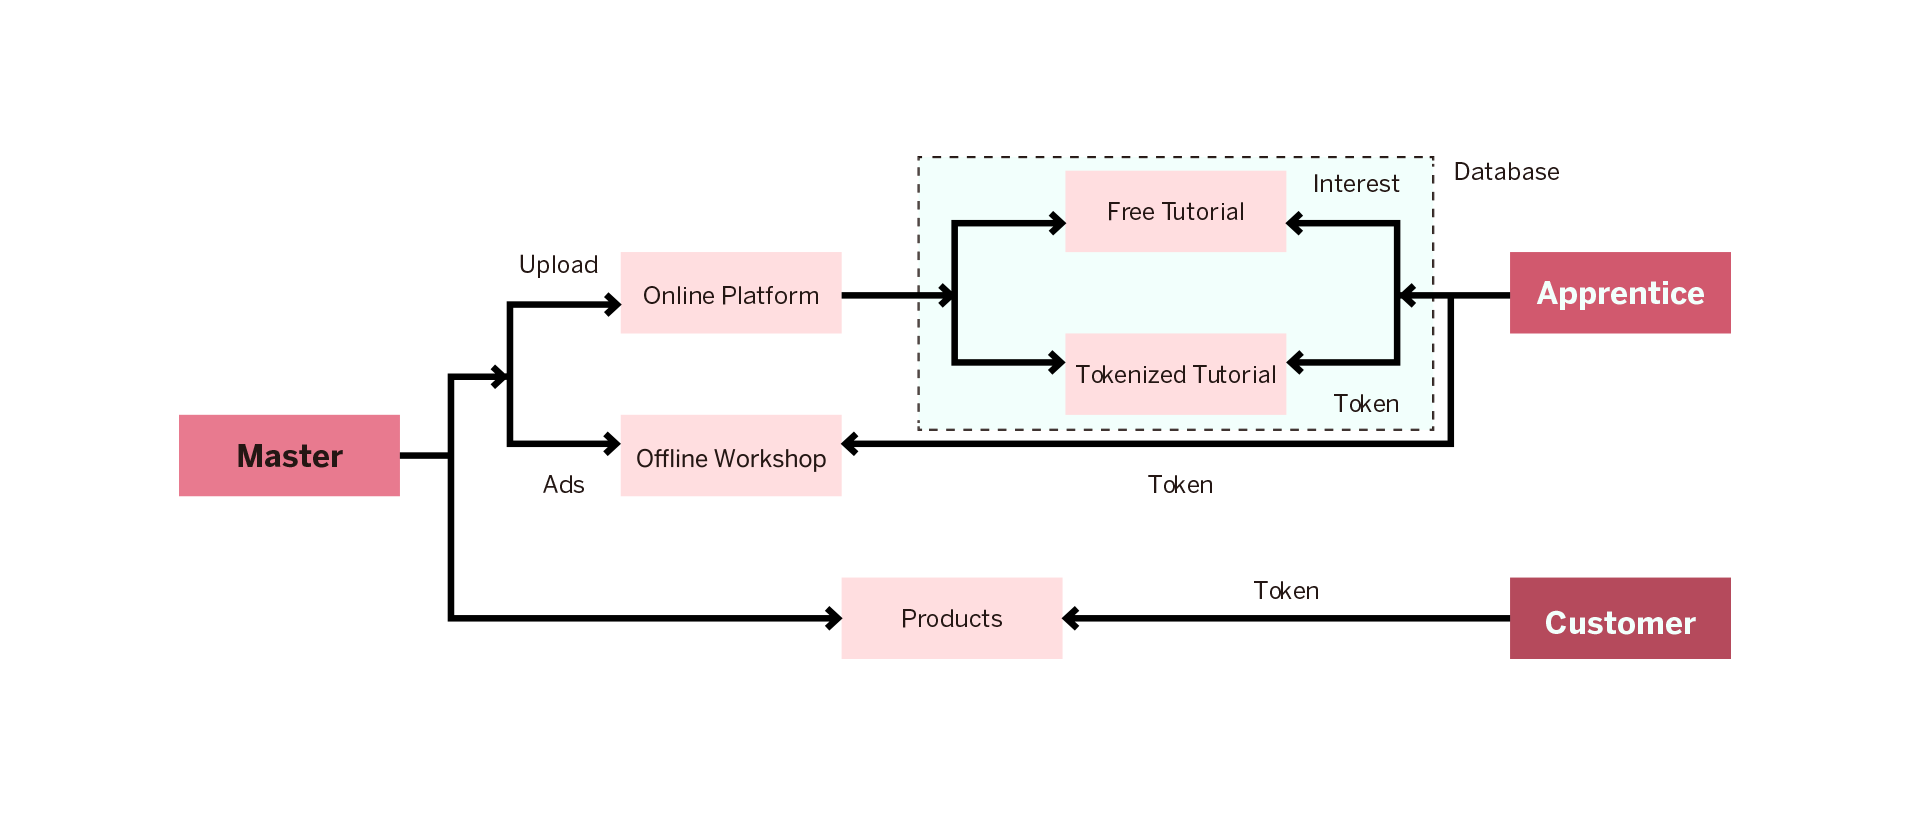 Database
Interest
Free Tutorial
Upload
Online Platform
Apprentice
Tokenized Tutorial
Token
Master
Offline Workshop
Ads
Token
Token
Products
Customer